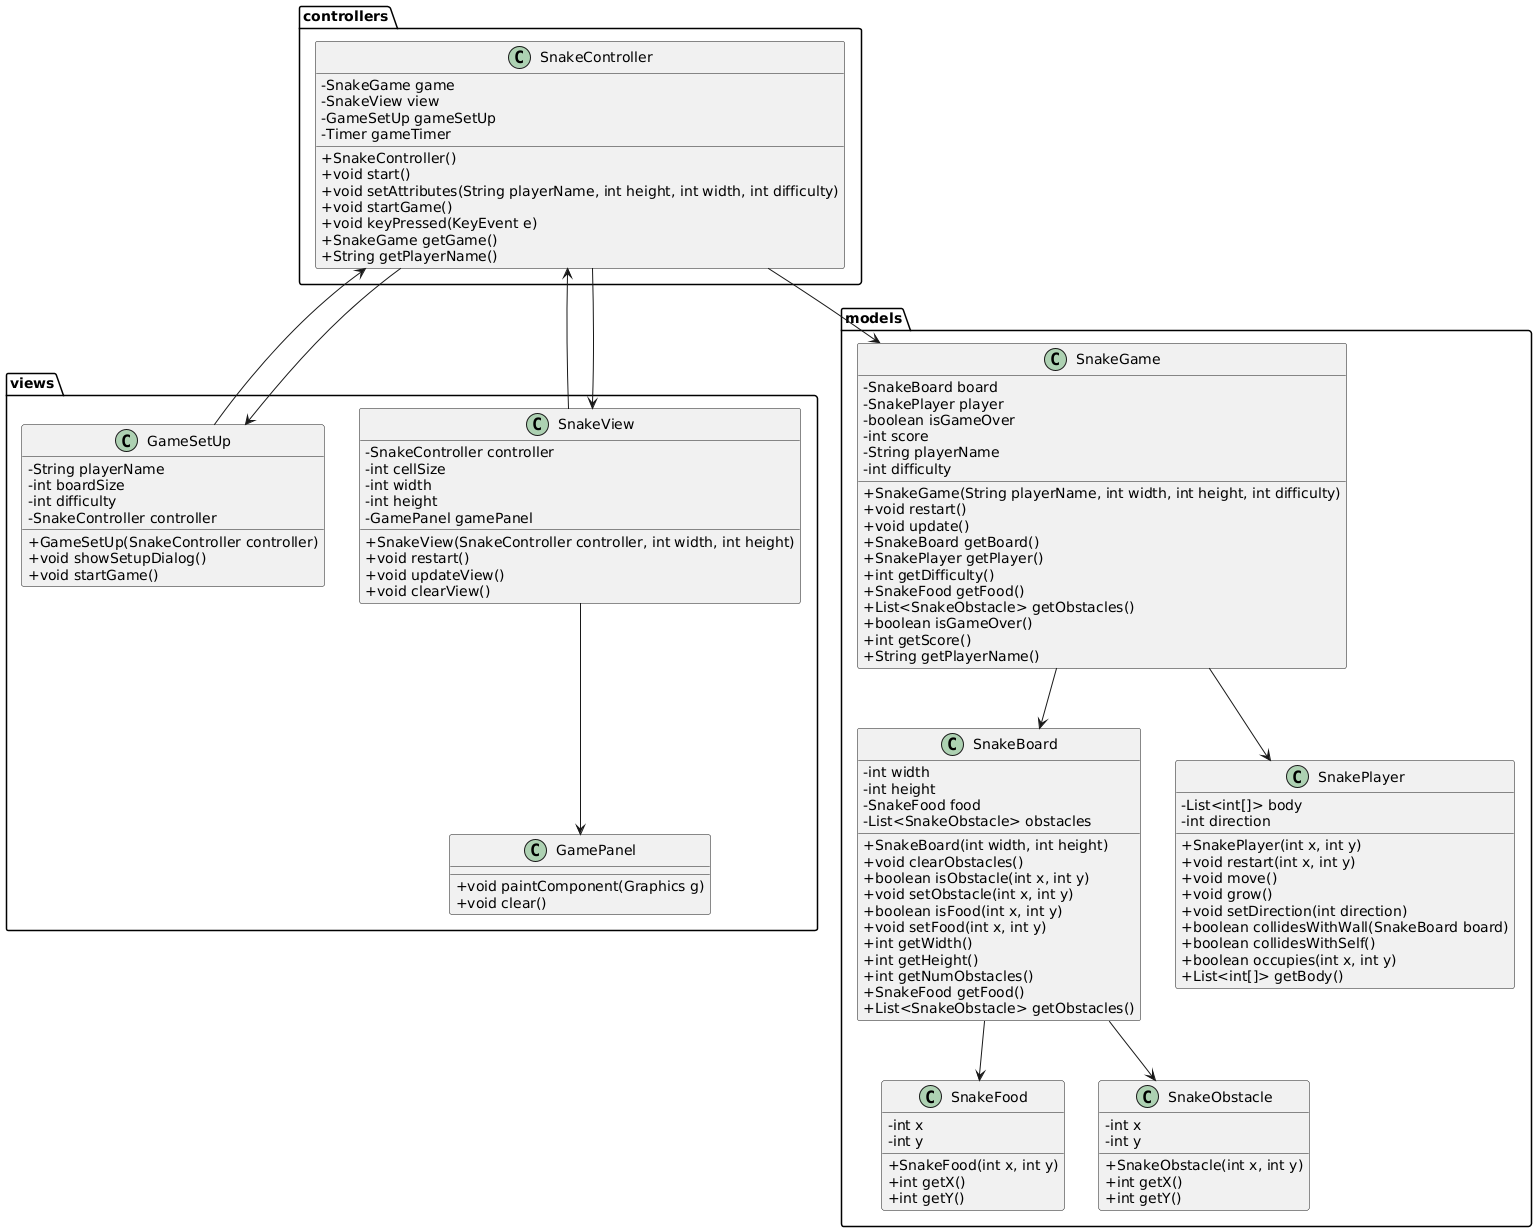 controllers
C SnakeController
-SnakeGame game
-SnakeView view
-GameSetUp gameSetUp
-Timer gameTimer
+SnakeController()
+void start()
+void setAttributes(String playerName, int height, int width, int difficulty)
+void startGame()
+void keyPressed(KeyEvent e)
+SnakeGame getGame()
+String getPlayerName()
views
C GameSetUp
-String playerName
-int boardSize
-int difficulty
-SnakeController controller
+GameSetUp(SnakeController controller)
+void showSetupDialog()
+void startGame()
C SnakeView
-SnakeController controller
-int cellSize
-int width
-int height
-GamePanel gamePanel
+SnakeView(SnakeController controller, int width, int height)
+void restart()
+void updateView()
+void clearView()
C GamePanel
+void paintComponent(Graphics g)
+void clear()
models
C SnakeGame
-SnakeBoard board
-SnakePlayer player
-boolean isGameOver
-int score
-String playerName
-int difficulty
+SnakeGame(String playerName, int width, int height, int difficulty)
+void restart()
+void update()
+SnakeBoard getBoard()
+SnakePlayer getPlayer()
+int getDifficulty()
+SnakeFood getFood()
+List<SnakeObstacle> getObstacles()
+boolean isGameOver()
+int getScore()
+String getPlayerName()
C SnakeBoard
-int width
-int height
-SnakeFood food
-List<SnakeObstacle> obstacles
+SnakeBoard(int width, int height)
+void clearObstacles()
+boolean isObstacle(int x, int y)
+void setObstacle(int x, int y)
+boolean isFood(int x, int y)
+void setFood(int x, int y)
+int getWidth()
+int getHeight()
+int getNumObstacles()
+SnakeFood getFood()
+List<SnakeObstacle> getObstacles()
C SnakePlayer
-List<int[]> body
-int direction
+SnakePlayer(int x, int y)
+void restart(int x, int y)
+void move()
+void grow()
+void setDirection(int direction)
+boolean collidesWithWall(SnakeBoard board)
+boolean collidesWithSelf()
+boolean occupies(int x, int y)
+List<int[]> getBody()
C SnakeFood
-int x
-int y
+SnakeFood(int x, int y)
+int getX()
+int getY()
C SnakeObstacle
-int x
-int y
+SnakeObstacle(int x, int y)
+int getX()
+int getY()